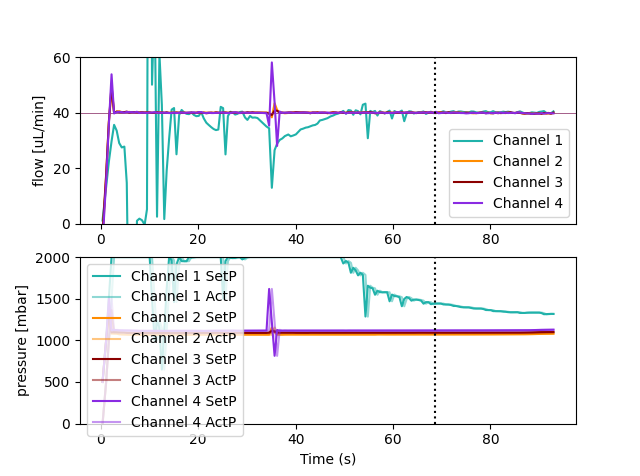 60
40
20
0
flow [uL/min]
Channel 1
Channel 2
Channel 3
Channel 4
0
20
40
60
80
2000
1500
1000
500
0
pressure [mbar]
Channel 1 SetP
Channel 1 ActP
Channel 2 SetP
Channel 2 ActP
Channel 3 SetP
Channel 3 ActP
Channel 4 SetP
Channel 4 ActP
0
20
40
60
80
Time (s)